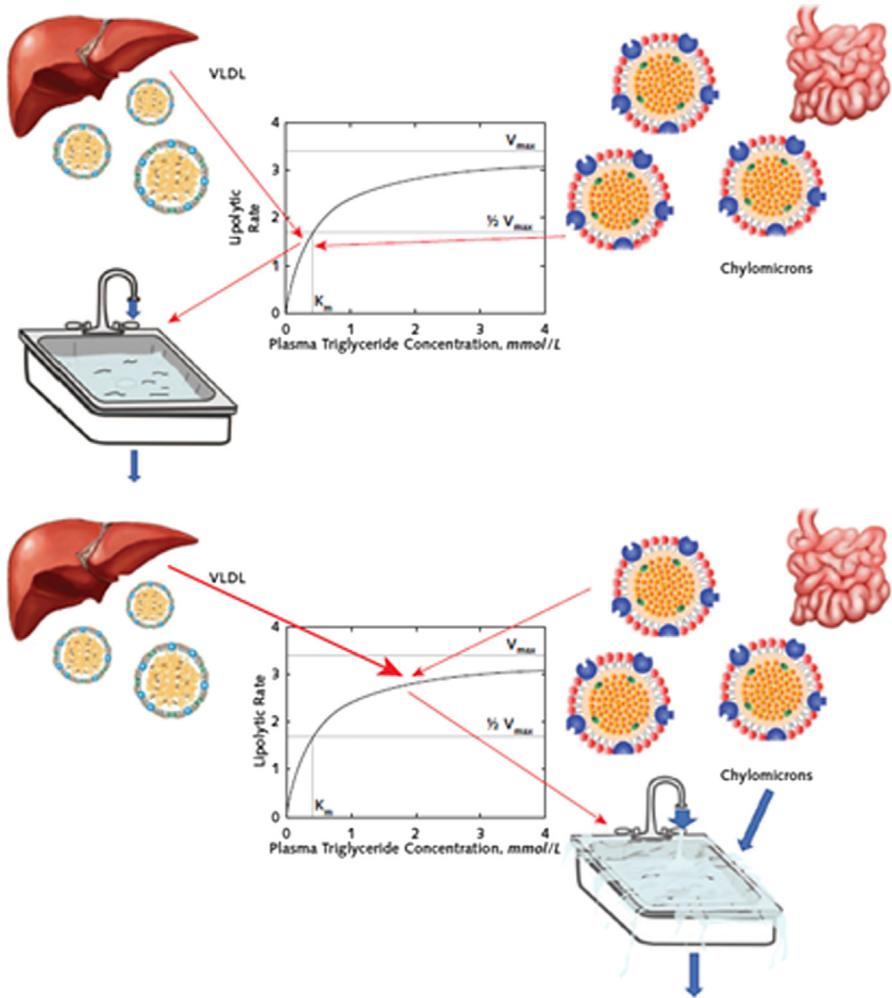 VLDL
4
3
2
1
0
Lipolytic
Rate
Vmax
½ Vmax
Km
0 1 2 3 4
Plasma Triglyceride Concentration, mmol/L
Chylomicrons
VLDL
4
3
2
1
0
Lipolytic Rate
Vmax
½ Vmax
Km
0 1 2 3 4
Plasma Triglyceride Concentration, mmol/L
Chylomicrons